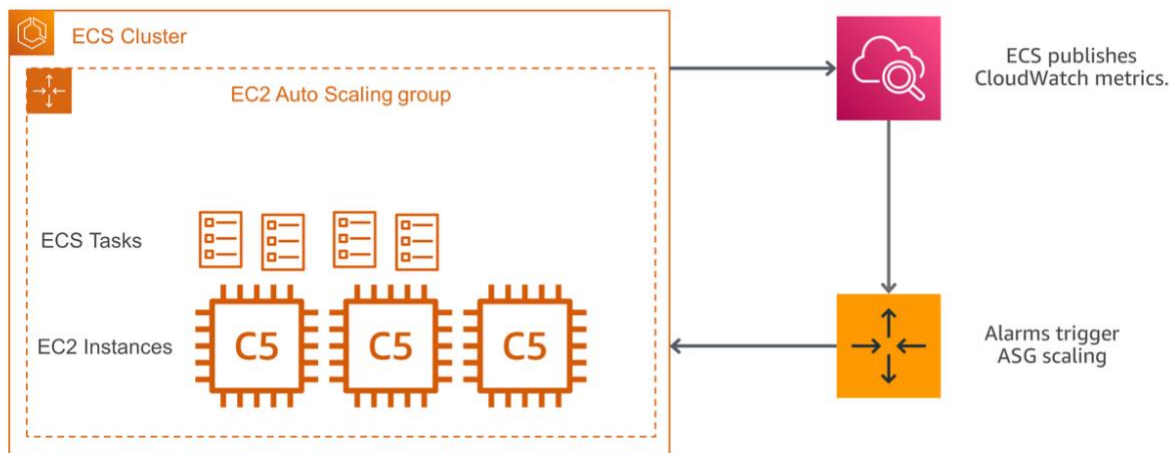 ECS Cluster
EC2 Auto Scaling group
ECS Tasks
EC2 Instances
C5
C5
C5
ECS publishes
CloudWatch metrics.
Alarms trigger
ASG scaling